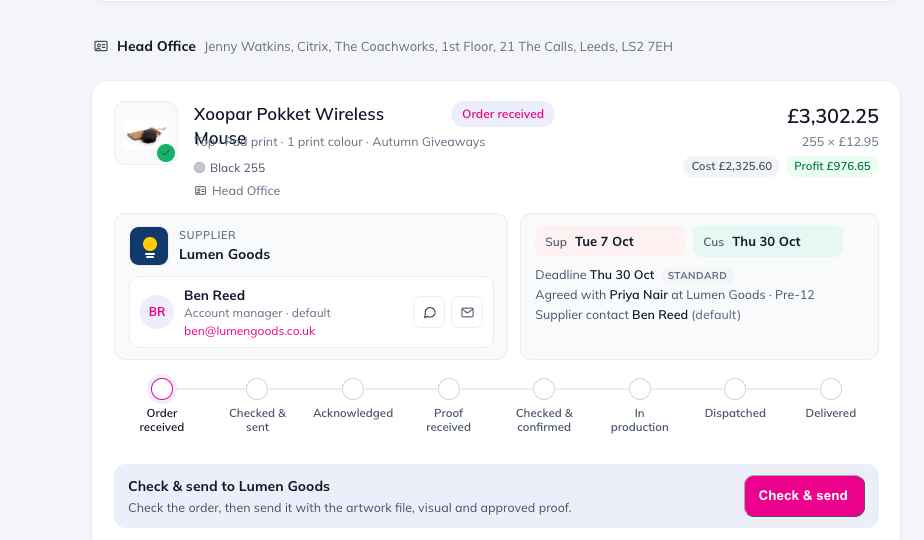 Head Office Jenny Watkins, Citrix, The Coachworks, 1st Floor, 21 The Calls, Leeds, LS2 7EH
Xoopar Pokket Wireless
Mouse
Order received
£3,302.25
Top · Pad print · 1 print colour · Autumn Giveaways
255 × £12.95
Black 255
Cost £2,325.60
Profit £976.65
Head Office
SUPPLIER
Lumen Goods
BR
Ben Reed
Account manager · default
ben@lumengoods.co.uk
Sup Tue 7 Oct
Cus Thu 30 Oct
Deadline Thu 30 Oct STANDARD
Agreed with Priya Nair at Lumen Goods · Pre-12
Supplier contact Ben Reed (default)
Order
received
Checked &
sent
Acknowledged
Proof
received
Checked &
confirmed
In
production
Dispatched
Delivered
Check & send to Lumen Goods
Check the order, then send it with the artwork file, visual and approved proof.
Check & send